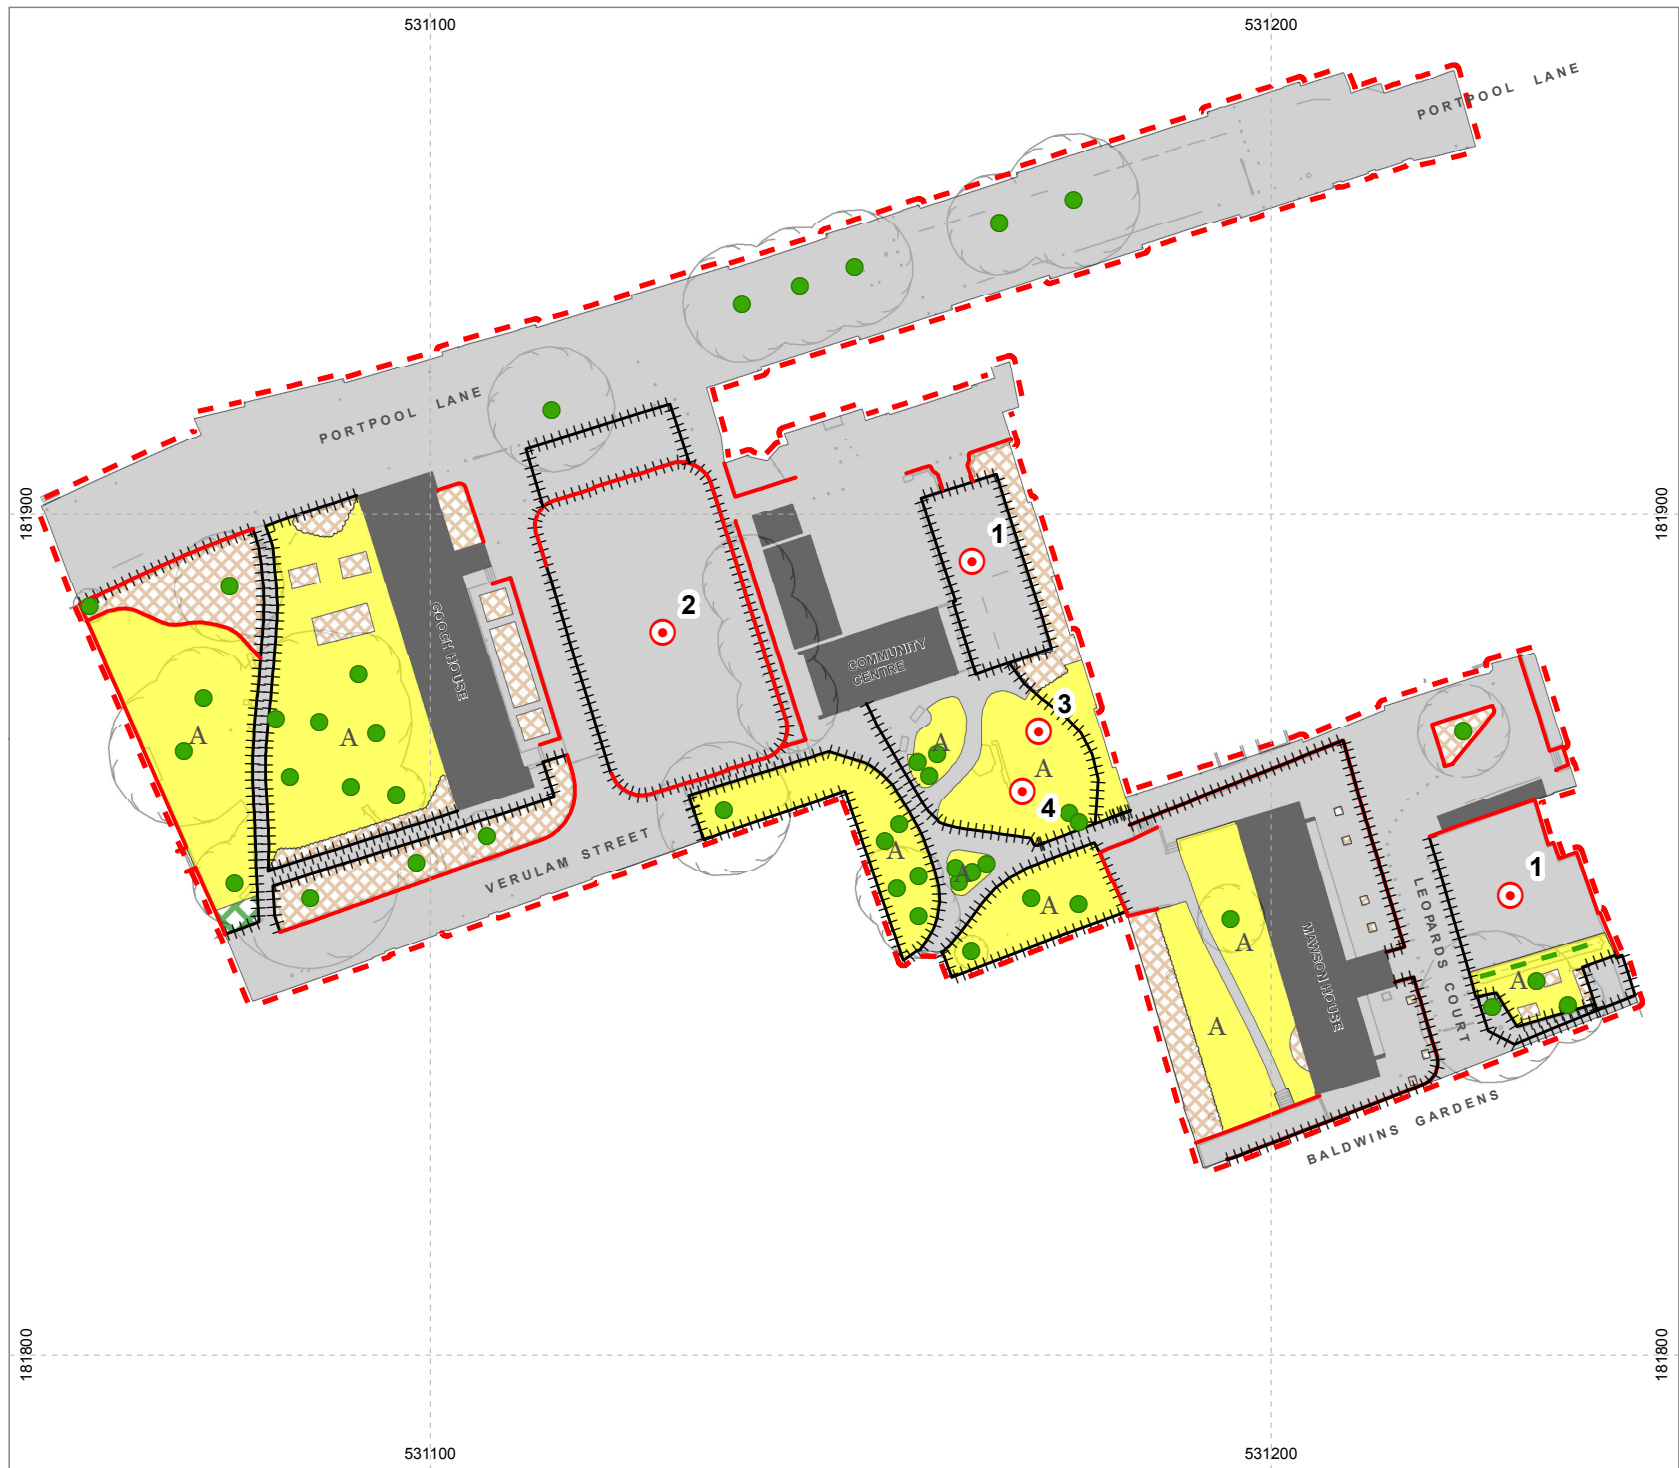 531100
531200
PORTPOOL LANE
PORTPOOL LANE
181900
181900
1
2
GOOCH HOUSE
COMMUNITY
CENTRE
3
A
A
A
A
4
VERULAM STREET
A
A
A
1
LEOPARDS COURT
MAWSON HOUSE
A
A
A
BALDWINS GARDENS
181800
181800
531100
531200